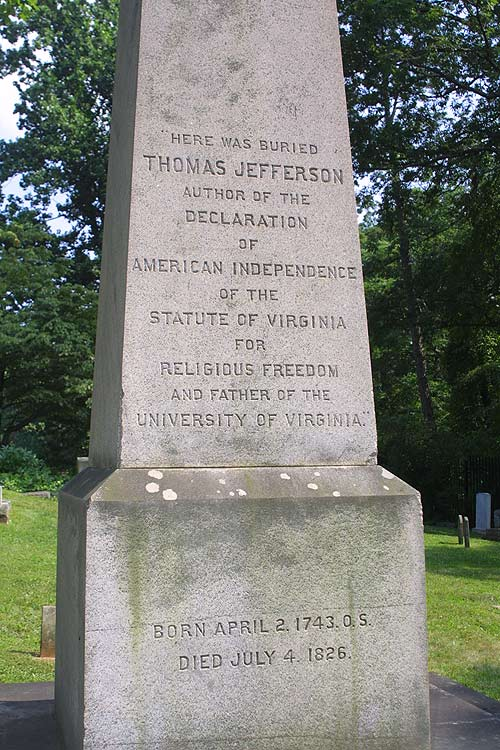 "HERE WAS BURIED
THOMAS JEFFERSON
AUTHOR OF THE
DECLARATION
OF
AMERICAN INDEPENDENCE
OF THE
STATUTE OF VIRGINIA
FOR
RELIGIOUS FREEDOM
AND FATHER OF THE
UNIVERSITY OF VIRGINIA."
BORN APRIL 2. 1743. O.S.
DIED JULY 4. 1826.